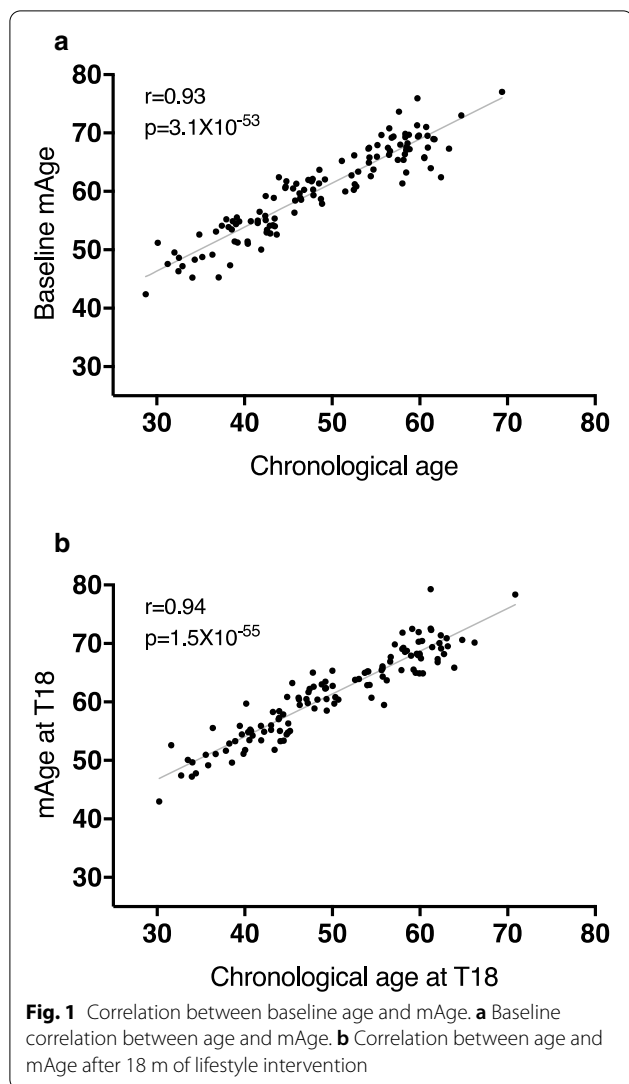 a
r=0.93
p=3.1X10⁻⁵³
80
70
60
50
40
30
Baseline mAge
30 40 50 60 70 80
Chronological age
b
r=0.94
p=1.5X10⁻⁵⁵
80
70
60
50
40
30
mAge at T18
30 40 50 60 70 80
Chronological age at T18
Fig. 1 Correlation between baseline age and mAge. a Baseline
correlation between age and mAge. b Correlation between age and
mAge after 18 m of lifestyle intervention